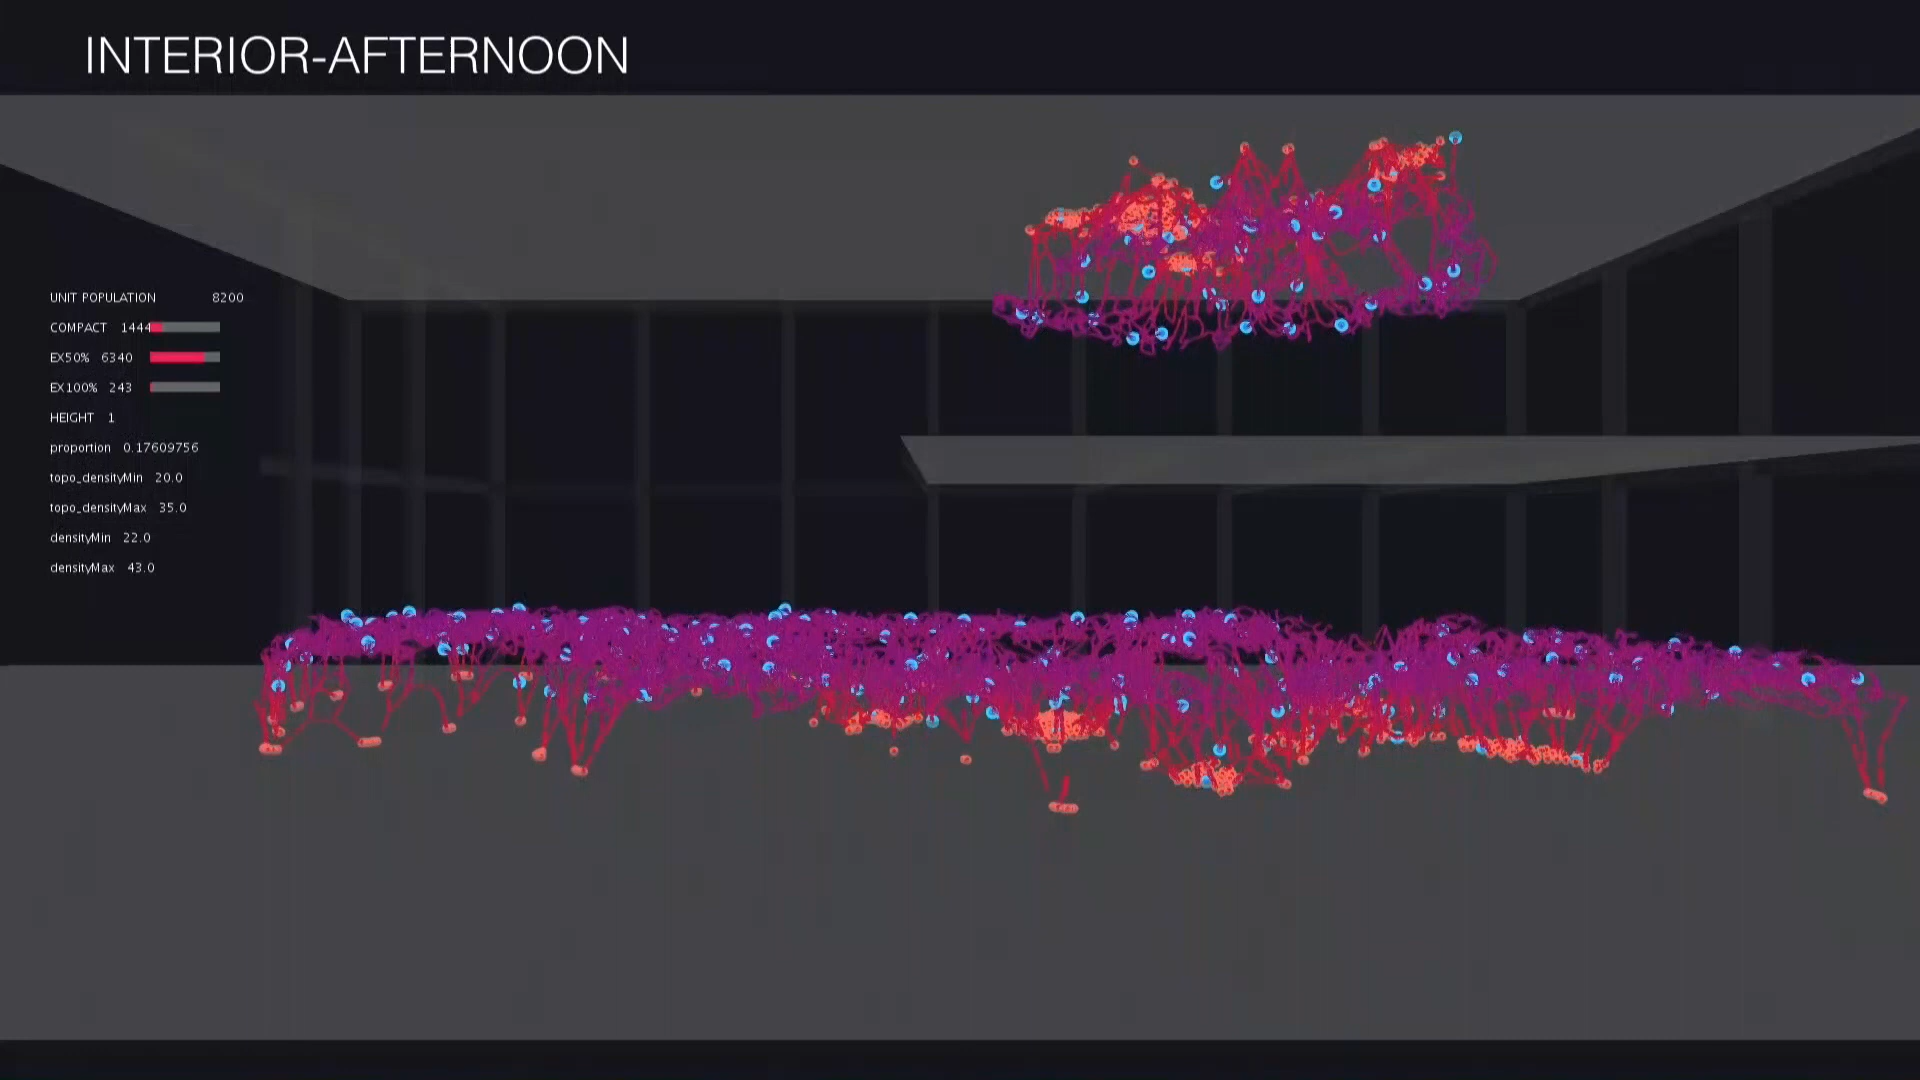 INTERIOR-AFTERNOON
UNIT POPULATION 8200
COMPACT 1444
EX50% 6340
EX100% 243
HEIGHT 1
proportion 0.17609756
topo_densityMin 20.0
topo_densityMax 35.0
densityMin 22.0
densityMax 43.0